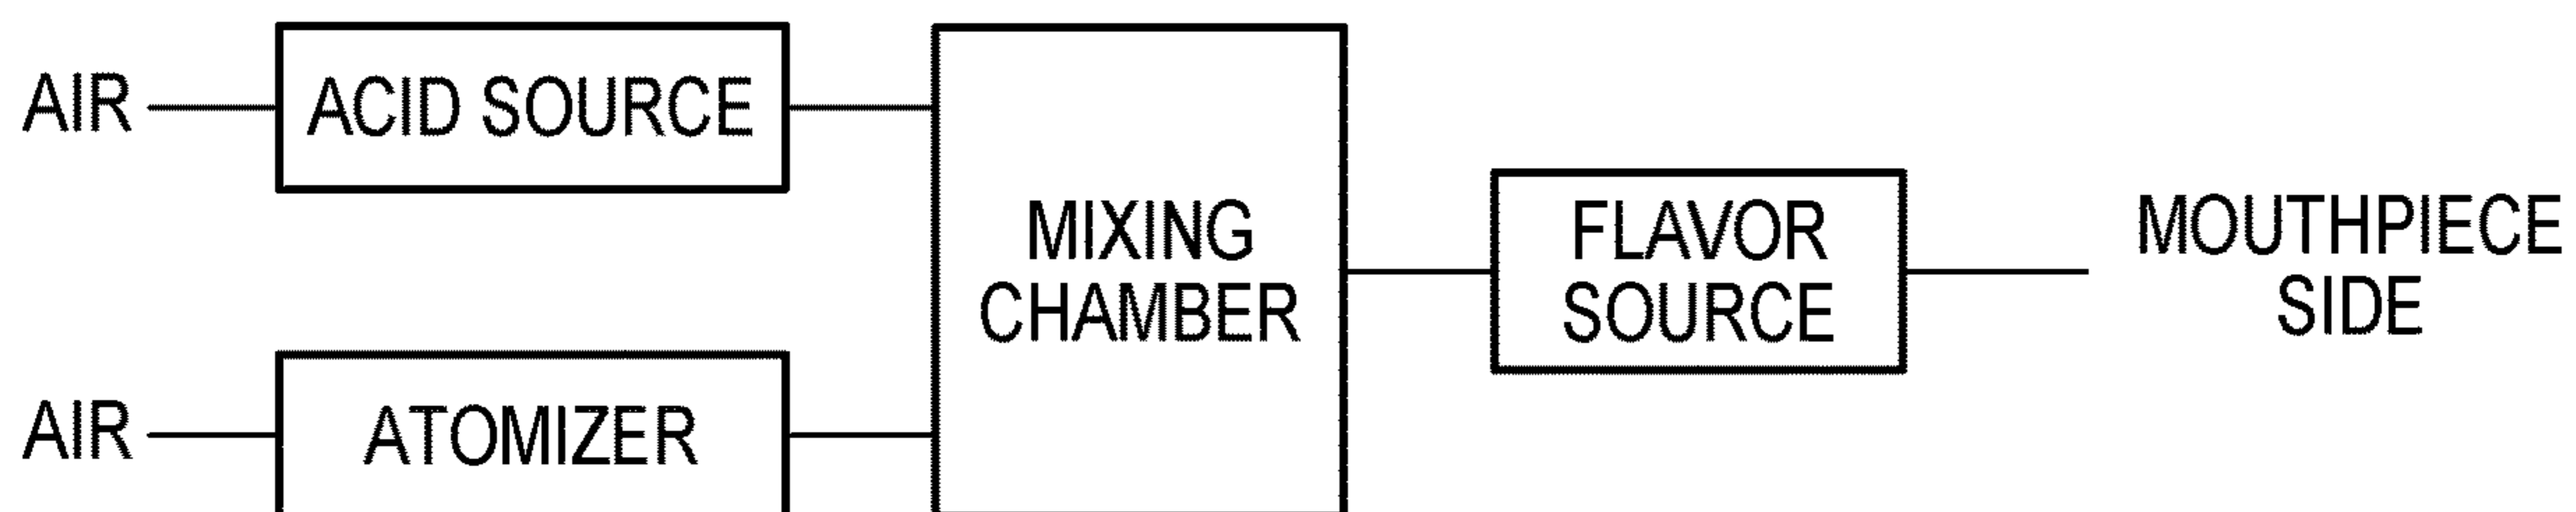 AIR
ACID SOURCE
AIR
ATOMIZER
MIXING
CHAMBER
FLAVOR
SOURCE
MOUTHPIECE
SIDE